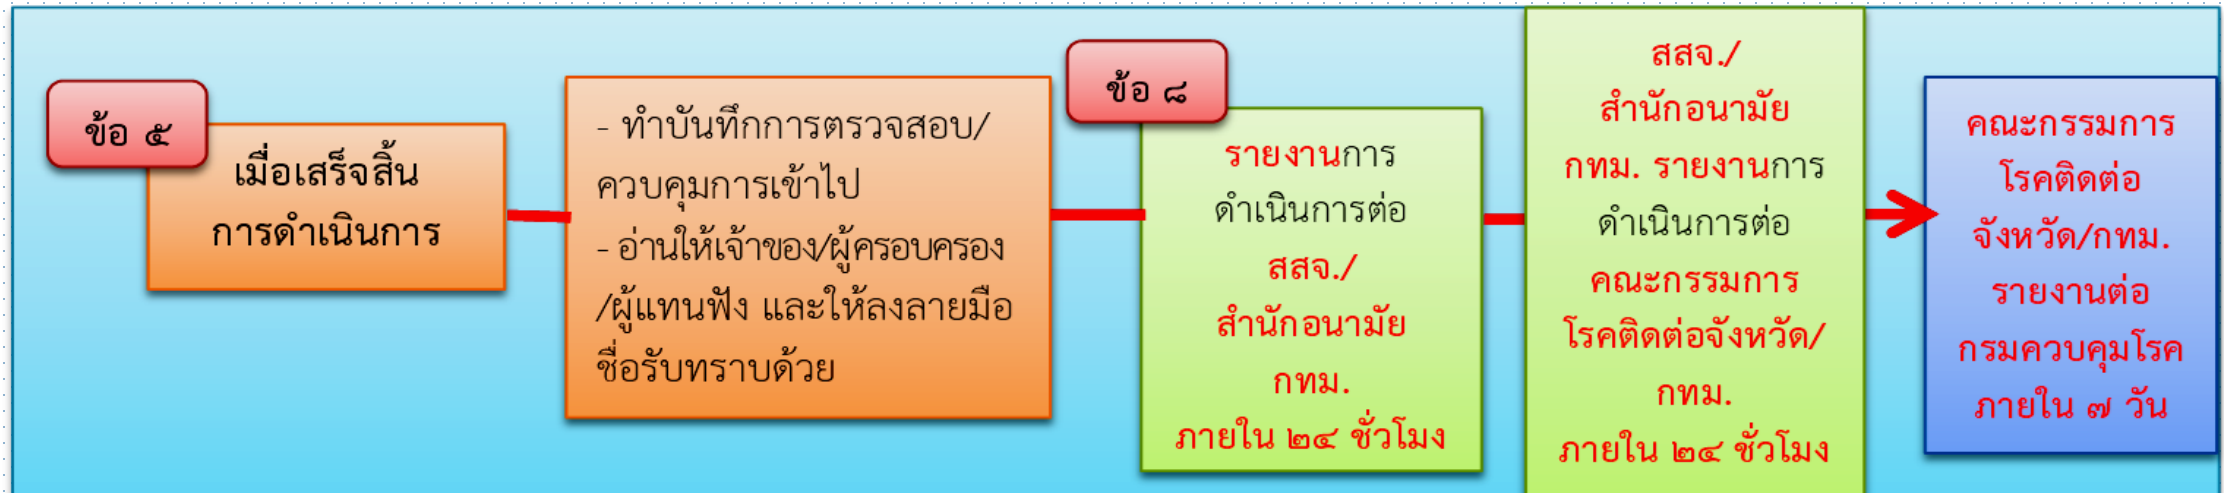 ข้อ ๕
เมื่อเสร็จสิ้น
การดำเนินการ
- ทำบันทึกการตรวจสอบ/
ควบคุมการเข้าไป
- อ่านให้เจ้าของ/ผู้ครอบครอง
/ผู้แทนฟัง และให้ลงลายมือ
ชื่อรับทราบด้วย
ข้อ ๘
รายงานการ
ดำเนินการต่อ
สสจ./
สำนักอนามัย
กทม.
ภายใน ๒๔ ชั่วโมง
สสจ./
สำนักอนามัย
กทม. รายงานการ
ดำเนินการต่อ
คณะกรรมการ
โรคติดต่อจังหวัด/
กทม.
ภายใน ๒๔ ชั่วโมง
คณะกรรมการ
โรคติดต่อ
จังหวัด/กทม.
รายงานต่อ
กรมควบคุมโรค
ภายใน ๗ วัน